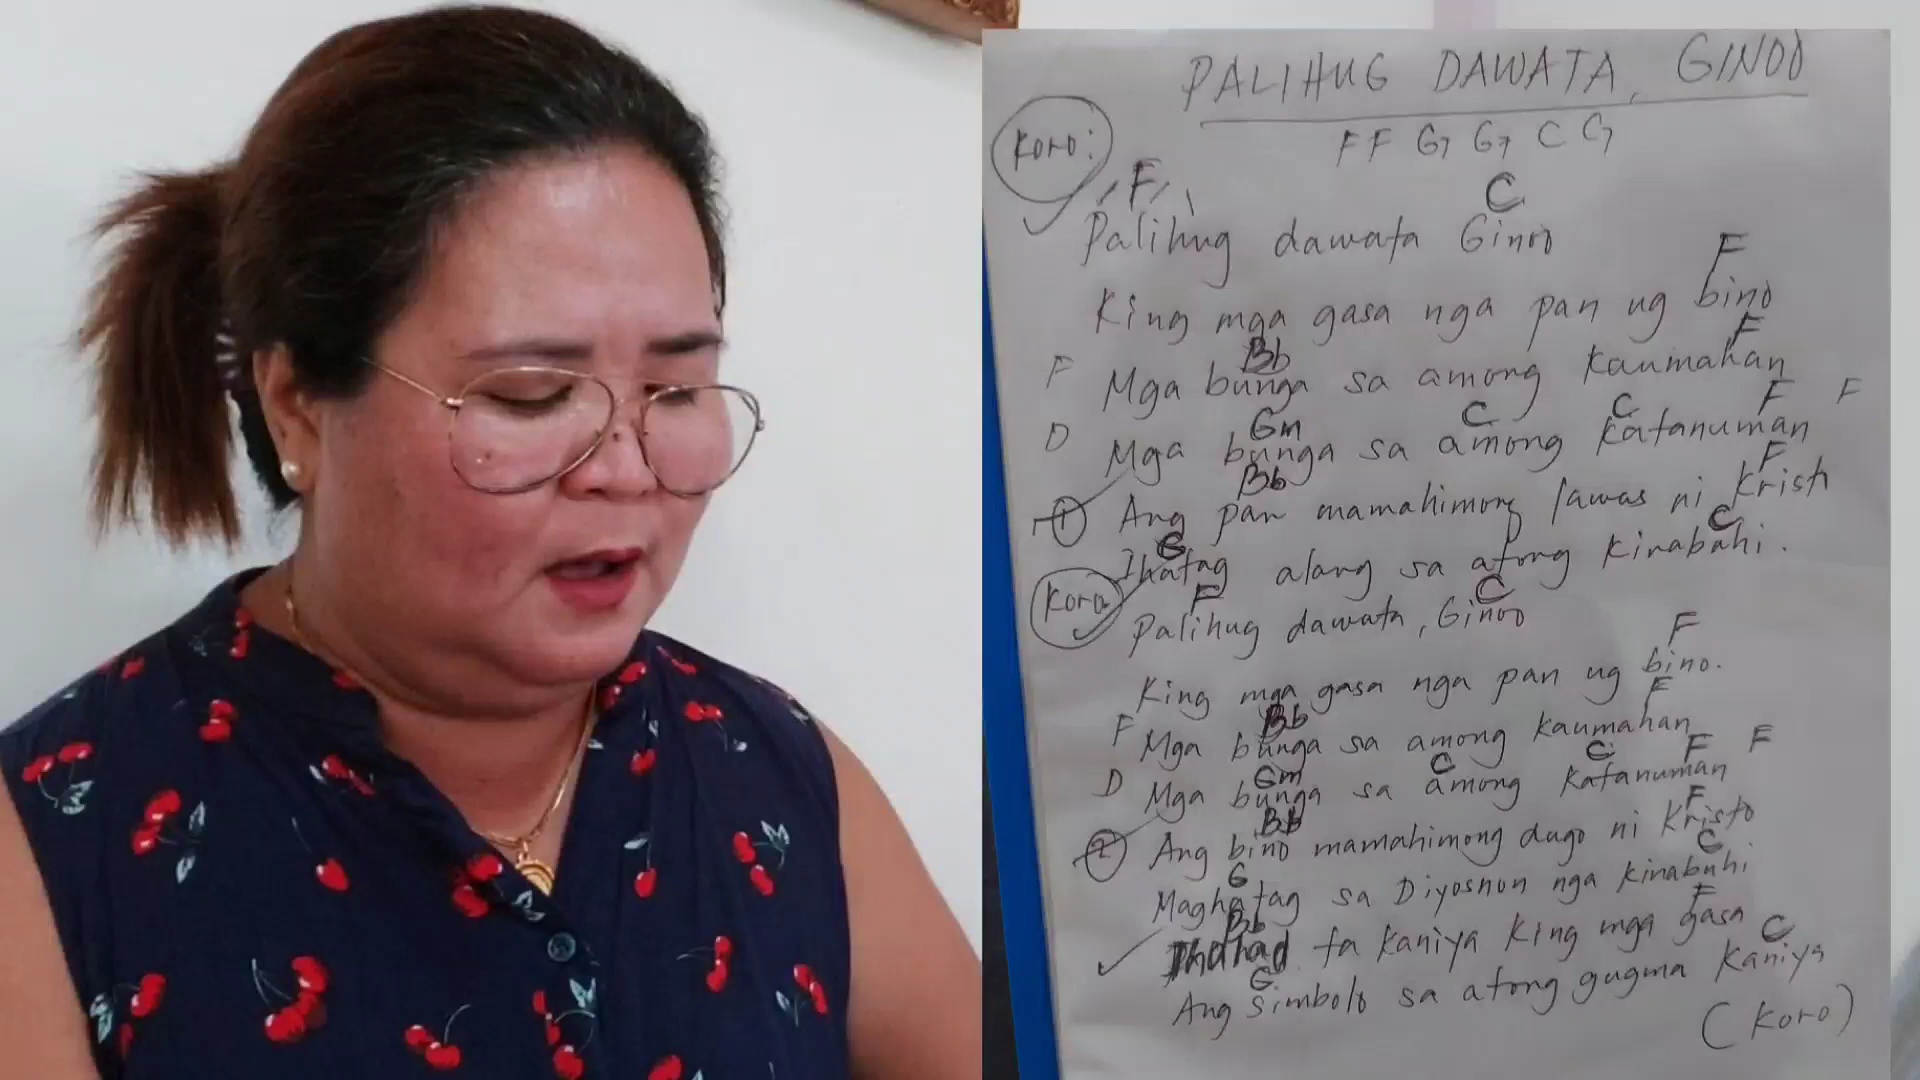 PALIHUG DAWATA, GINOO
Koro:
F F G7 G7 C C7
F C
Palihug dawata Ginoo
F
King mga gasa nga pan ug bino
F Bb F
Mga bunga sa among kaumahan
D Gm C C F F
Mga bunga sa among katanuman
Bb F
1 Ang pan mamahimong lawas ni Kristo
G C
Ihatag alang sa atong kinabuhi.
Koro F C
Palihug dawata, Ginoo
F
King mga gasa nga pan ug bino.
F Bb F
Mga bunga sa among kaumahan
D Gm C C F F
Mga bunga sa among katanuman
Bb F
2 Ang bino mamahimong dugo ni Kristo
G C
Maghatag sa Diyosnon nga kinabuhi
Bb F
Ihalad ta kaniya king mga gasa
G C
Ang simbolo sa atong gugma kaniya
(Koro)